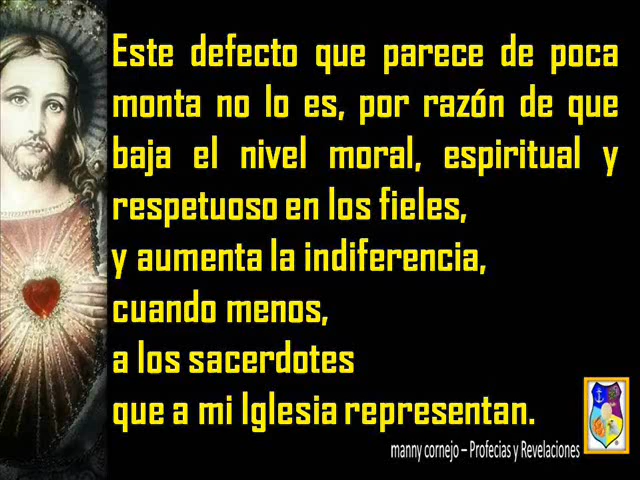 Este defecto que parece de poca
monta no lo es, por razón de que
baja el nivel moral, espiritual y
respetuoso en los fieles,
y aumenta la indiferencia,
cuando menos,
a los sacerdotes
que a mi Iglesia representan.
manny cornejo – Profecias y Revelaciones